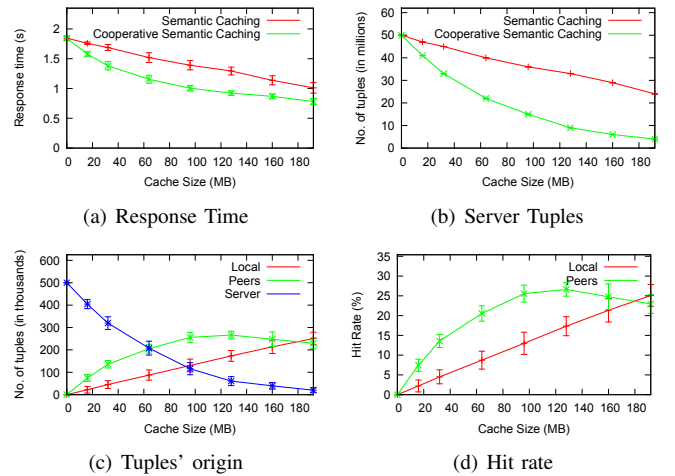 Response time (s)
2
1.5
1
0.5
0
Semantic Caching
Cooperative Semantic Caching
0 20 40 60 80 100 120 140 160 180
Cache Size (MB)
(a) Response Time
No. of tuples (in millions)
60
50
40
30
20
10
0
Semantic Caching
Cooperative Semantic Caching
0 20 40 60 80 100 120 140 160 180
Cache Size (MB)
(b) Server Tuples
No. of tuples (in thousands)
600
500
400
300
200
100
0
Local
Peers
Server
0 20 40 60 80 100 120 140 160 180
Cache Size (MB)
(c) Tuples' origin
Hit Rate (%)
35
30
25
20
15
10
5
0
Local
Peers
0 20 40 60 80 100 120 140 160 180
Cache Size (MB)
(d) Hit rate